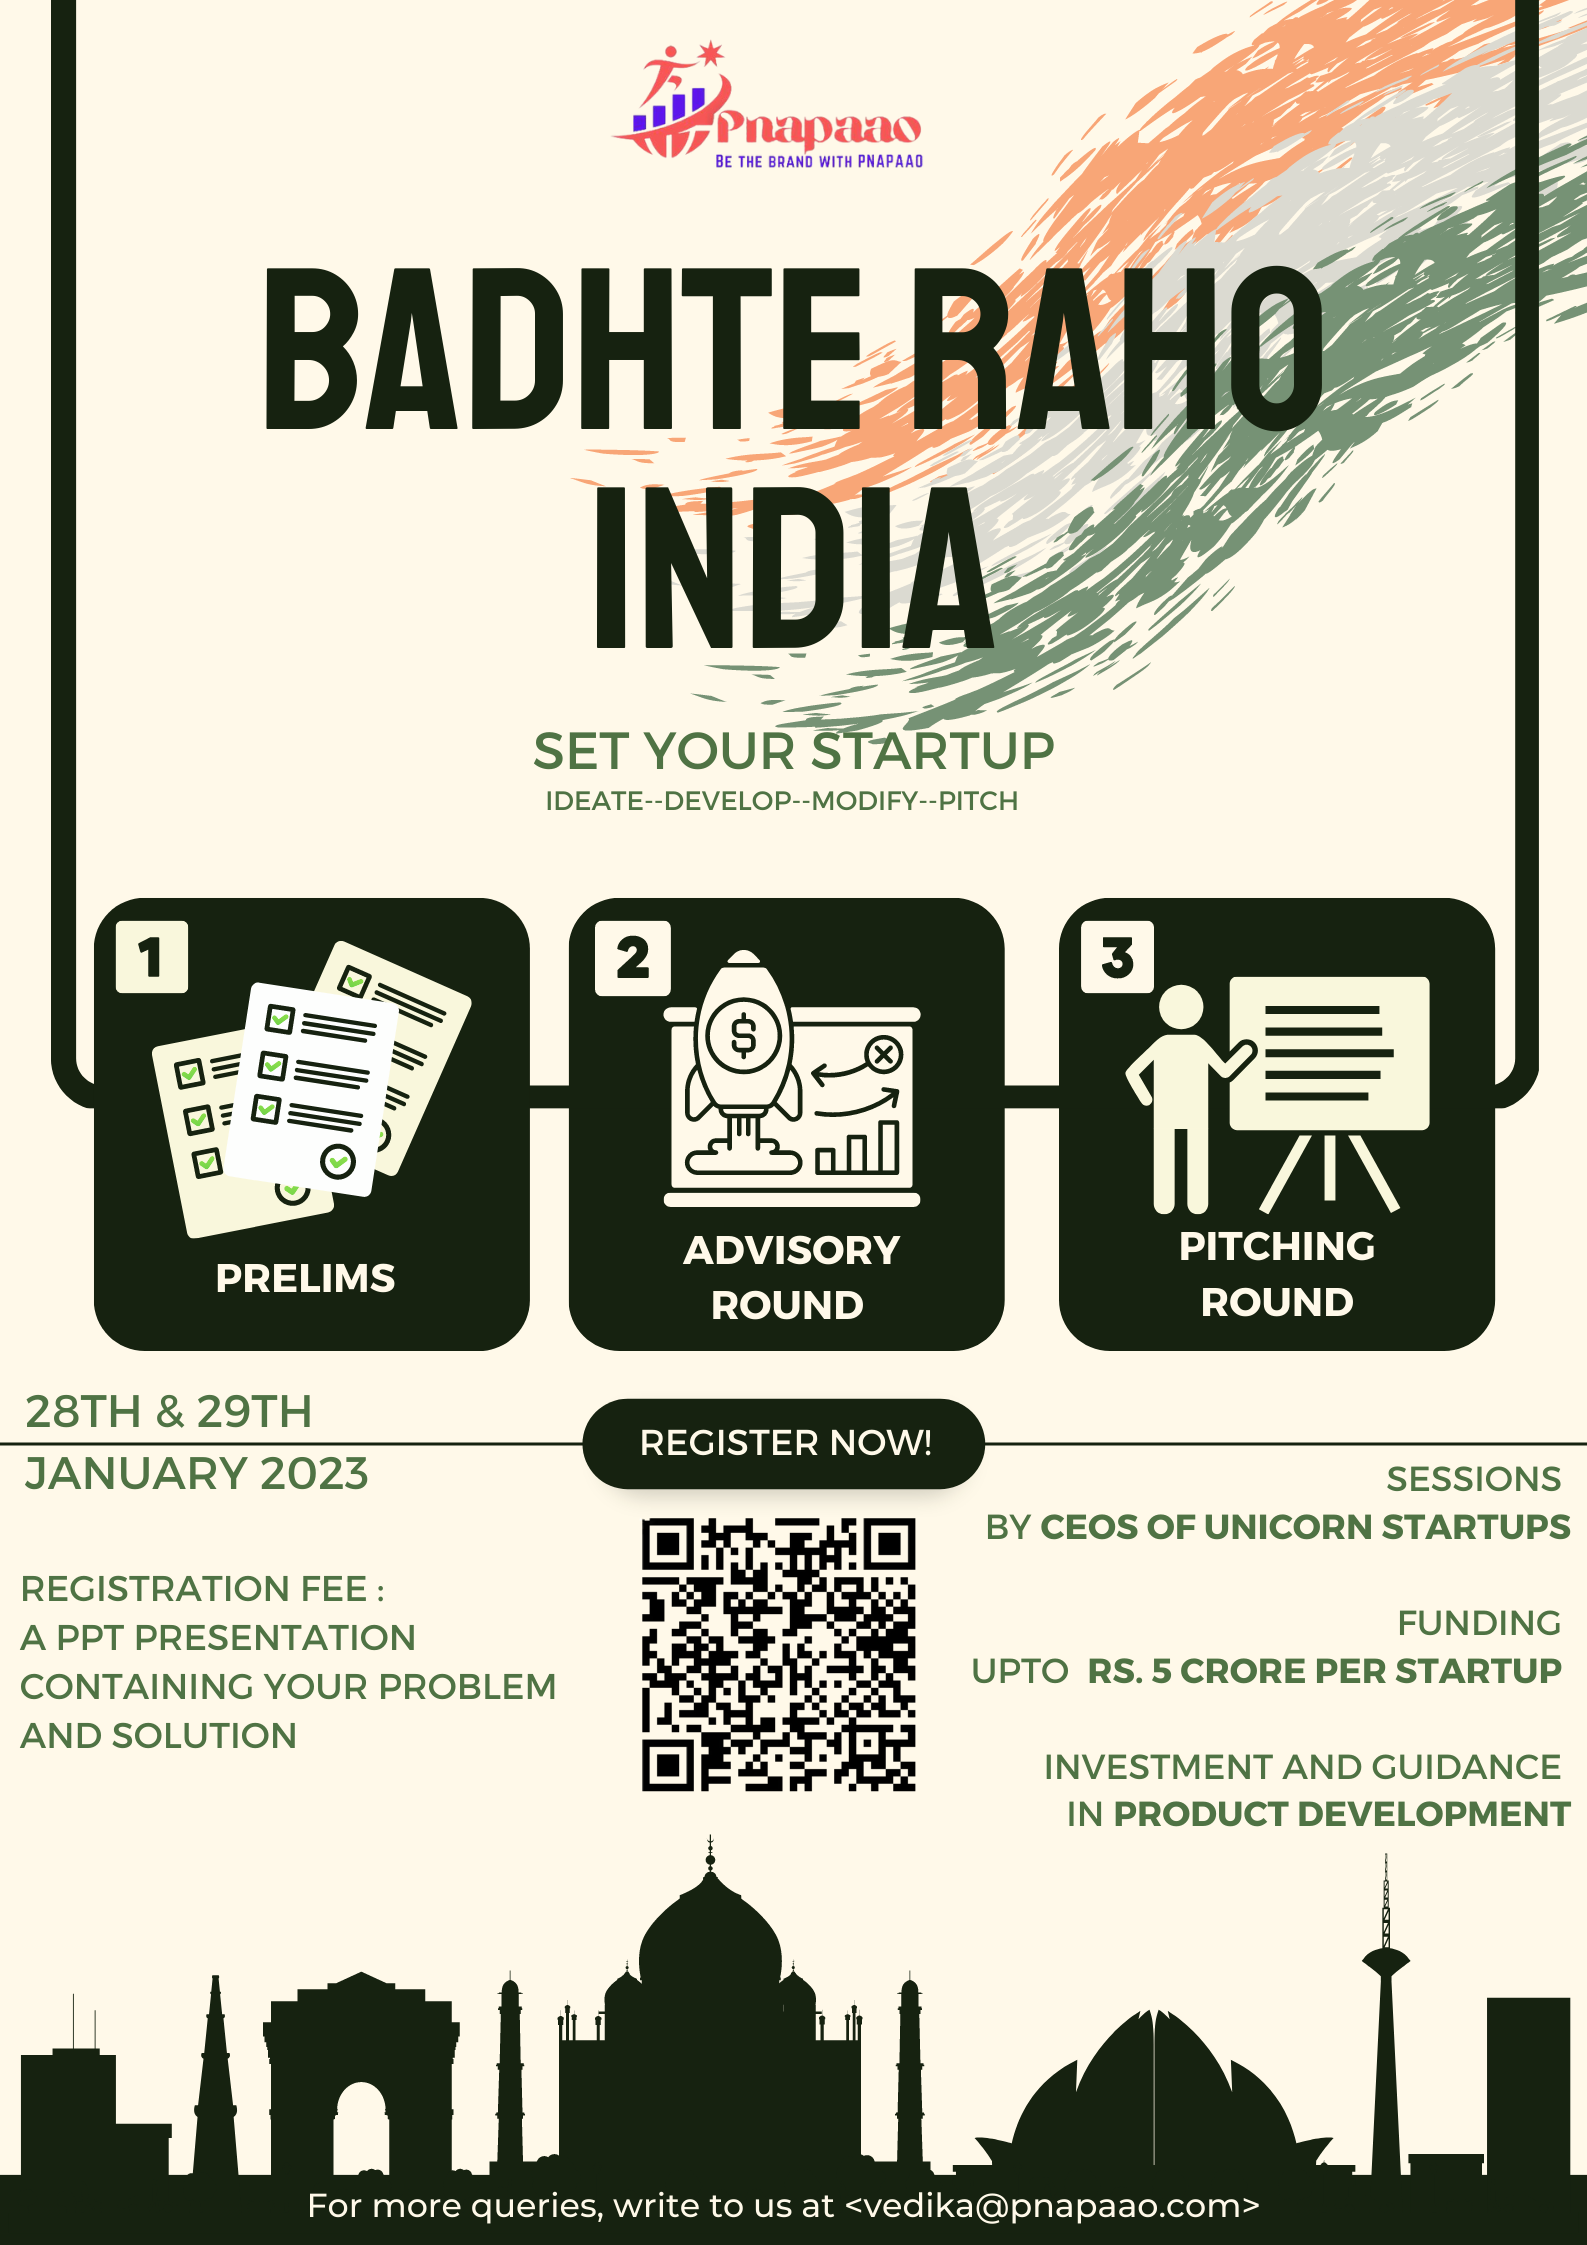 Pnapaao
BE THE BRAND WITH PNAPAAO
BADHTE RAHO
INDIA
SET YOUR STARTUP
IDEATE--DEVELOP--MODIFY--PITCH
1
PRELIMS
2
$
ADVISORY
ROUND
3
PITCHING
ROUND
28TH & 29TH
JANUARY 2023
REGISTRATION FEE :
A PPT PRESENTATION
CONTAINING YOUR PROBLEM
AND SOLUTION
REGISTER NOW!
SESSIONS
BY CEOS OF UNICORN STARTUPS
FUNDING
UPTO RS. 5 CRORE PER STARTUP
INVESTMENT AND GUIDANCE
IN PRODUCT DEVELOPMENT
For more queries, write to us at <vedika@pnapaao.com>